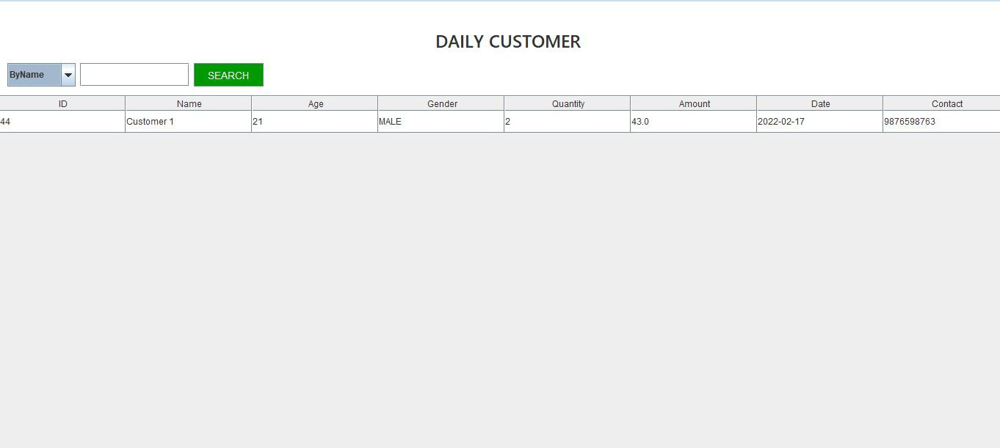 DAILY CUSTOMER
ByName SEARCH
ID Name Age Gender Quantity Amount Date Contact
44 Customer 1 21 MALE 2 43.0 2022-02-17 9876598763